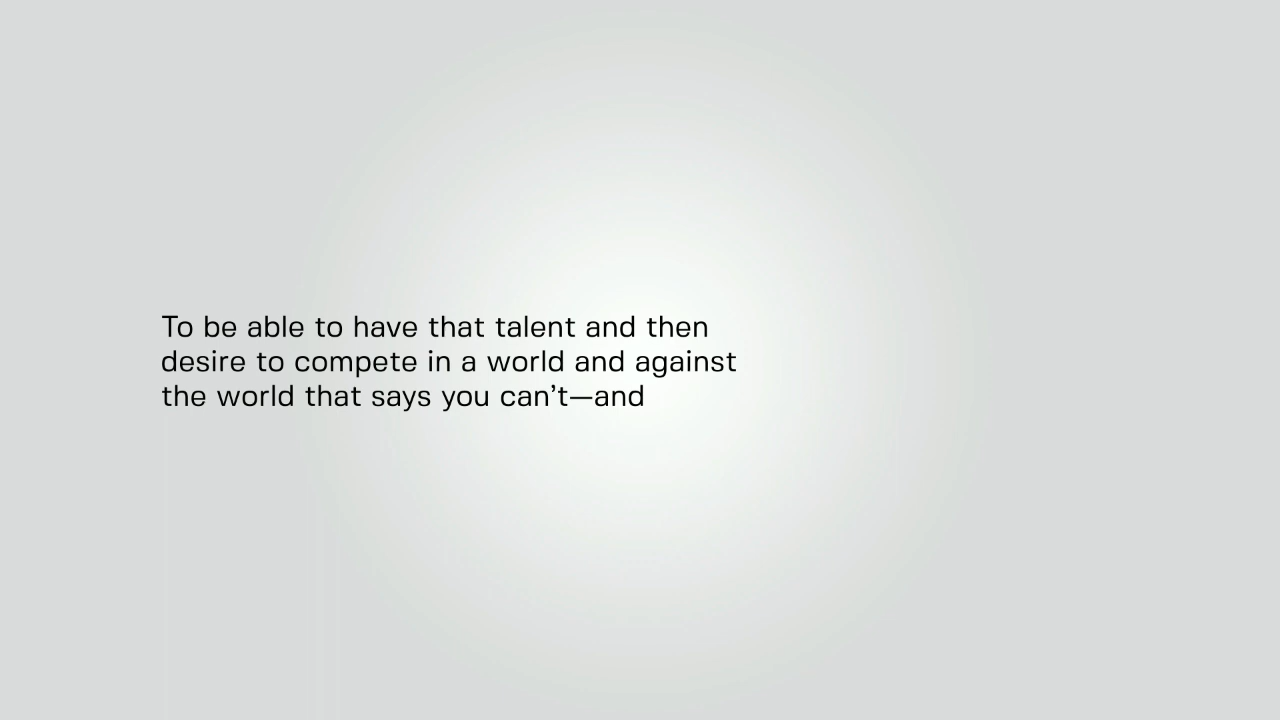 To be able to have that talent and then
desire to compete in a world and against
the world that says you can’t—and